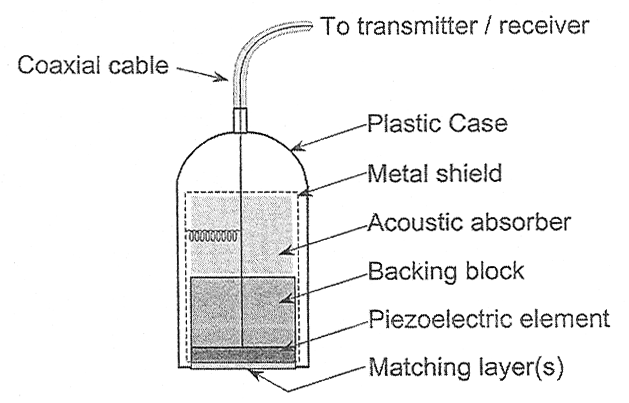 To transmitter / receiver
Coaxial cable
Plastic Case
Metal shield
Acoustic absorber
Backing block
Piezoelectric element
Matching layer(s)